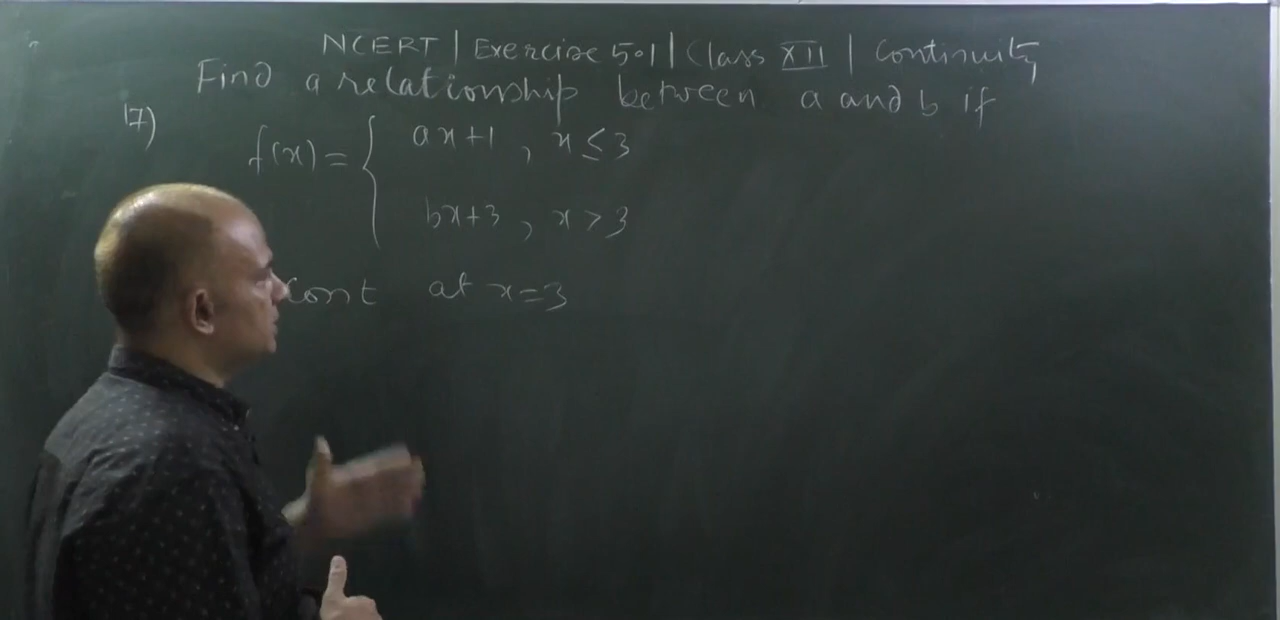 NCERT | Exercise 5.1 | Class XII | Continuity
Find a relationship between a and b if
17)
f(x) = { ax+1 , x ≤ 3
bx+3 , x > 3
cont at x=3